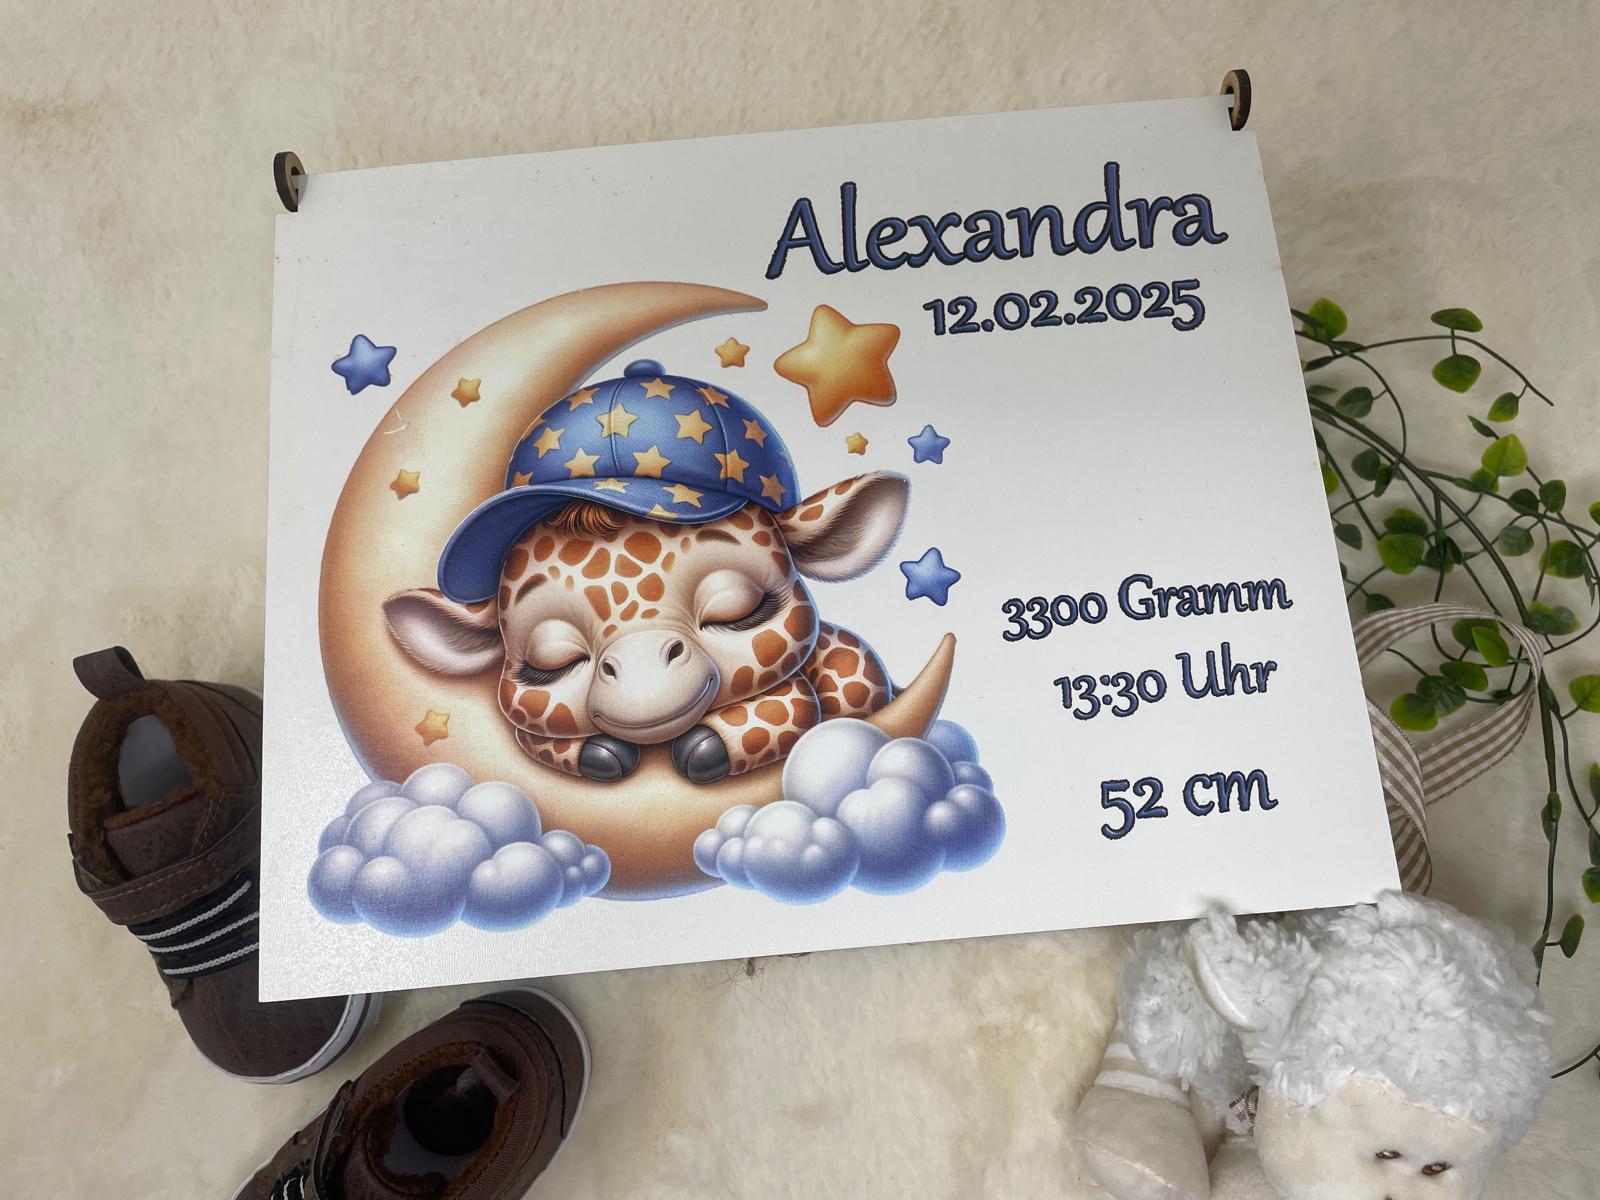 Alexandra
12.02.2025
3300 Gramm
13:30 Uhr
52 cm